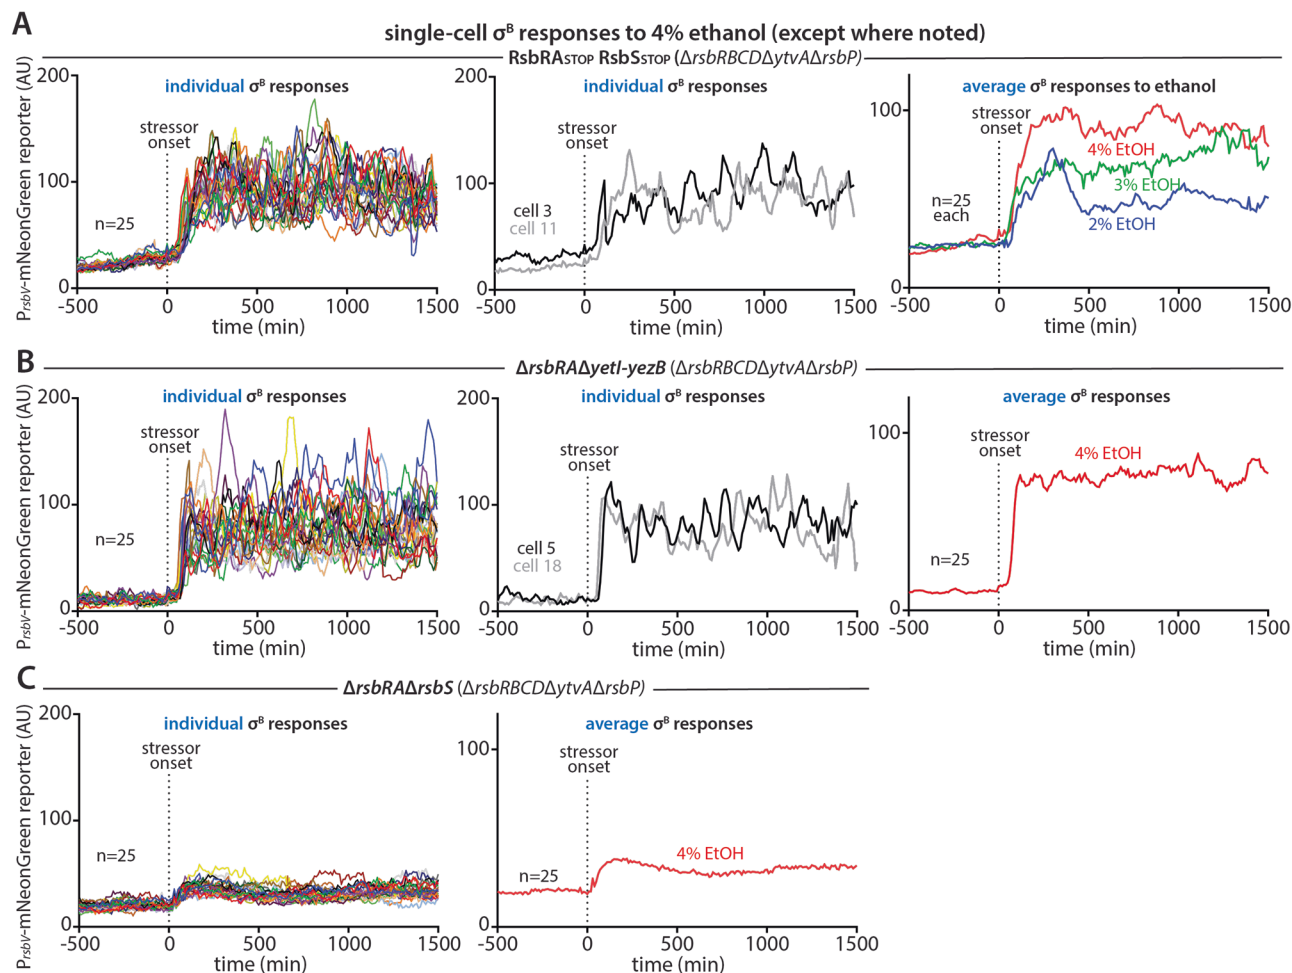 A
single-cell σᴮ responses to 4% ethanol (except where noted)
RsbRASTOP RsbSSTOP (ΔrsbRBCDΔytvAΔrsbP)
PrsbV-mNeonGreen reporter (AU)
200
100
0
individual σᴮ responses
stressor
onset
n=25
-500 0 500 1000 1500
time (min)
200
100
0
individual σᴮ responses
stressor
onset
cell 3
cell 11
-500 0 500 1000 1500
time (min)
100
0
average σᴮ responses to ethanol
stressor
onset
4% EtOH
3% EtOH
2% EtOH
n=25
each
-500 0 500 1000 1500
time (min)
B
ΔrsbRAΔyetI-yezB (ΔrsbRBCDΔytvAΔrsbP)
PrsbV-mNeonGreen reporter (AU)
200
100
0
individual σᴮ responses
stressor
onset
n=25
-500 0 500 1000 1500
time (min)
200
100
0
individual σᴮ responses
stressor
onset
cell 5
cell 18
-500 0 500 1000 1500
time (min)
100
0
average σᴮ responses
stressor
onset
4% EtOH
n=25
-500 0 500 1000 1500
time (min)
C
ΔrsbRAΔrsbS (ΔrsbRBCDΔytvAΔrsbP)
PrsbV-mNeonGreen reporter (AU)
200
100
0
individual σᴮ responses
stressor
onset
n=25
-500 0 500 1000 1500
time (min)
100
0
average σᴮ responses
stressor
onset
4% EtOH
n=25
-500 0 500 1000 1500
time (min)